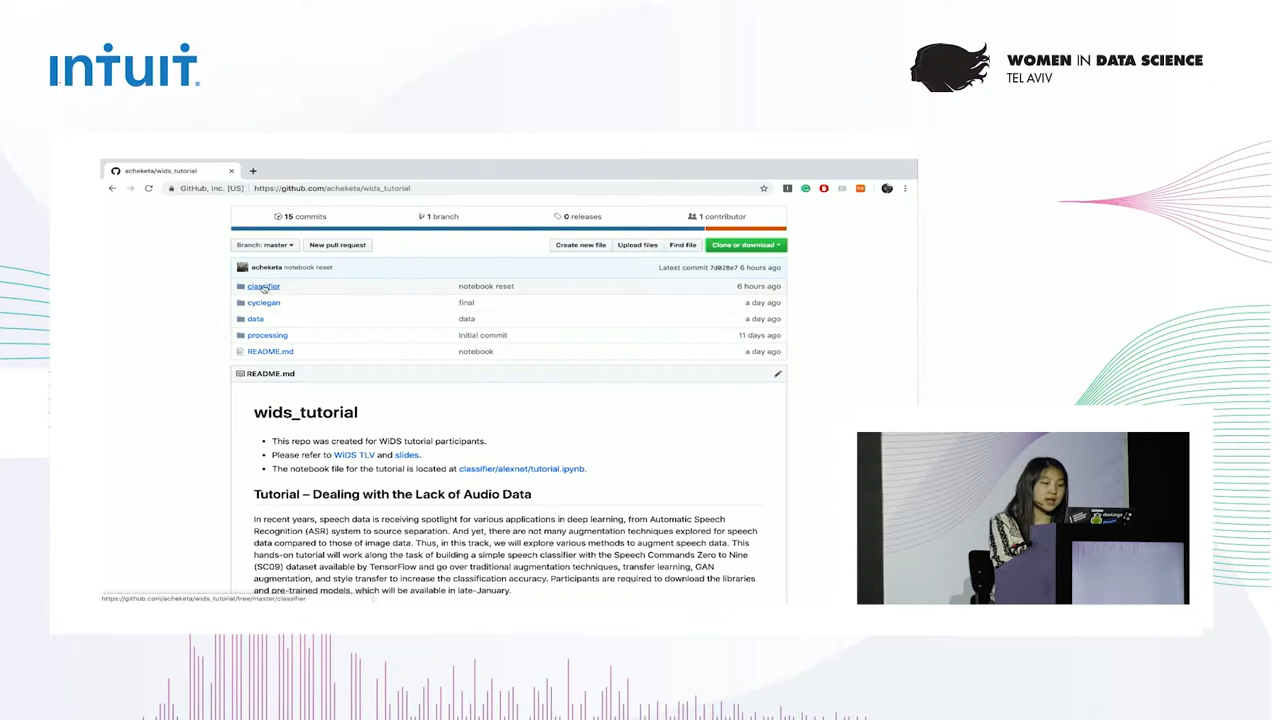 INTUIT
WOMEN IN DATA SCIENCE
TEL AVIV
acheketa/wids_tutorial
GitHub, Inc. [US]
https://github.com/acheketa/wids_tutorial
15 commits
1 branch
0 releases
1 contributor
Branch: master
New pull request
Create new file
Upload files
Find file
Clone or download
acheketa notebook reset
Latest commit 7d028e7 6 hours ago
classifier notebook reset 6 hours ago
cyclegan final a day ago
data data a day ago
processing initial commit 11 days ago
README.md notebook a day ago
README.md
wids_tutorial
• This repo was created for WiDS tutorial participants.
• Please refer to WiDS TLV and slides.
• The notebook file for the tutorial is located at classifier/alexnet/tutorial.ipynb.
Tutorial – Dealing with the Lack of Audio Data
In recent years, speech data is receiving spotlight for various applications in deep learning, from Automatic Speech
Recognition (ASR) system to source separation. And yet, there are not many augmentation techniques explored for speech
data compared to those of image data. Thus, in this track, we will explore various methods to augment speech data. This
hands-on tutorial will work along the task of building a simple speech classifier with the Speech Commands Zero to Nine
(SC09) dataset available by TensorFlow and go over traditional augmentation techniques, transfer learning, GAN
augmentation, and style transfer to increase the classification accuracy. Participants are required to download the libraries
and pre-trained models, which will be available in late-January.
https://github.com/acheketa/wids_tutorial/tree/master/classifier